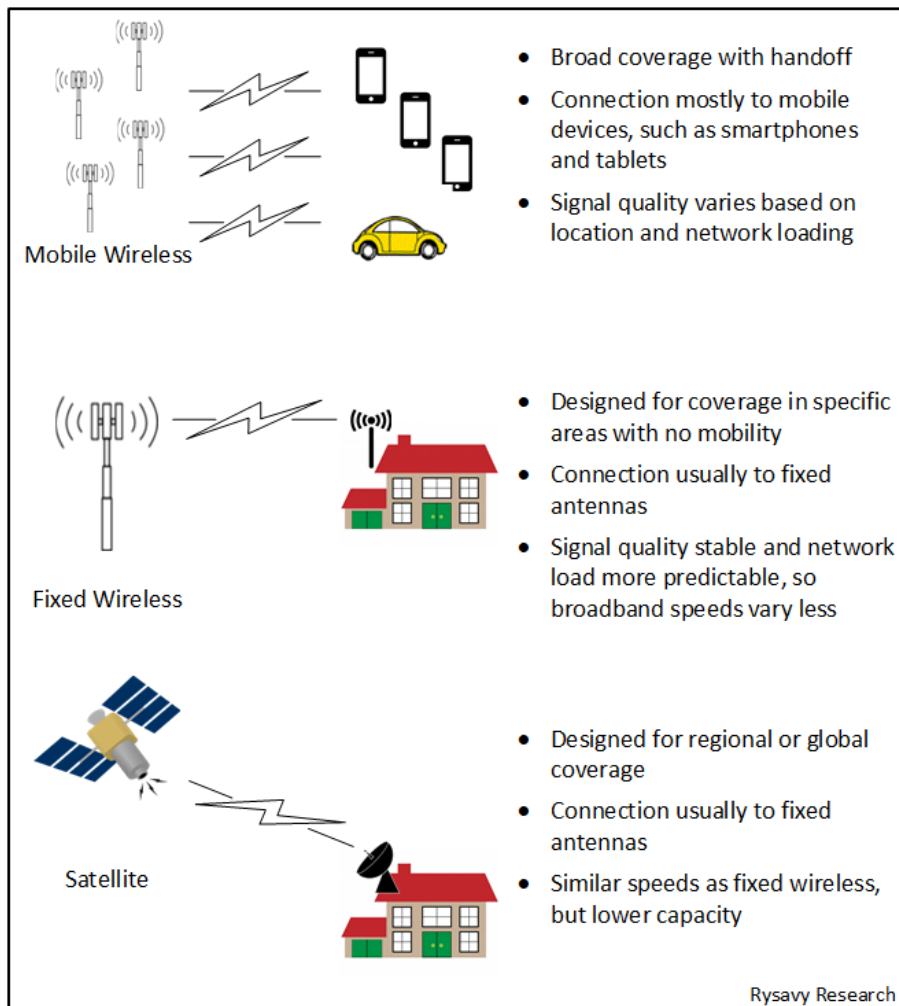 Mobile Wireless
• Broad coverage with handoff
• Connection mostly to mobile
devices, such as smartphones
and tablets
• Signal quality varies based on
location and network loading
Fixed Wireless
• Designed for coverage in specific
areas with no mobility
• Connection usually to fixed
antennas
• Signal quality stable and network
load more predictable, so
broadband speeds vary less
Satellite
• Designed for regional or global
coverage
• Connection usually to fixed
antennas
• Similar speeds as fixed wireless,
but lower capacity
Rysavy Research